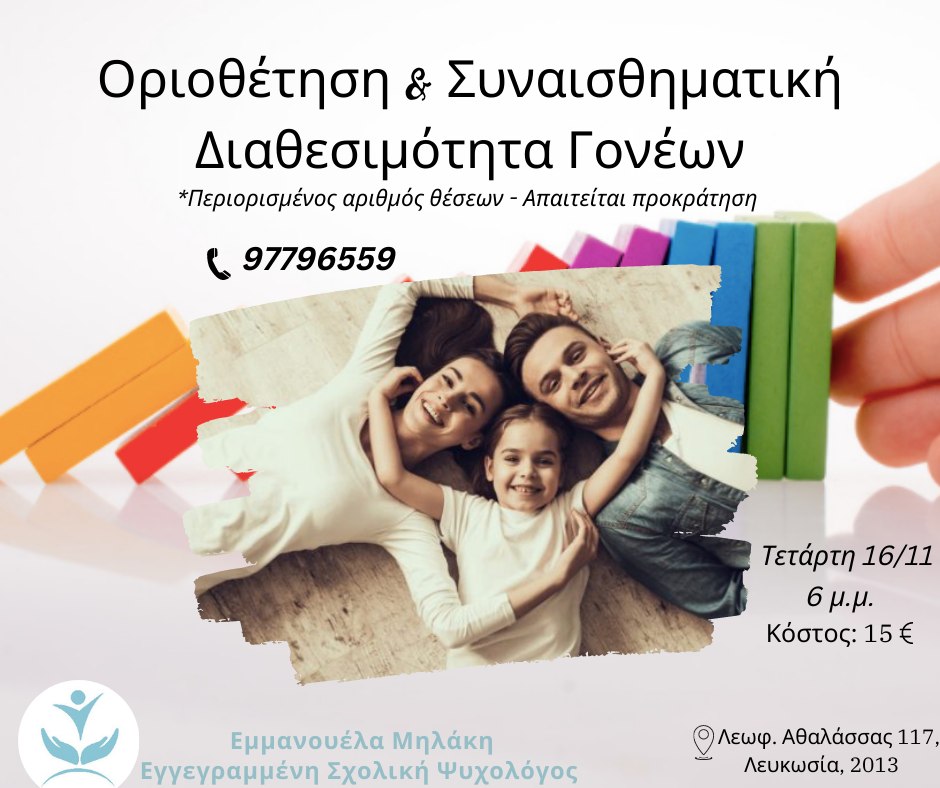 Οριοθέτηση & Συναισθηματική
Διαθεσιμότητα Γονέων
*Περιορισμένος αριθμός θέσεων - Απαιτείται προκράτηση
97796559
Τετάρτη 16/11
6 μ.μ.
Κόστος: 15 €
Εμμανουέλα Μηλάκη
Εγγεγραμμένη Σχολική Ψυχολόγος
Λεωφ. Αθαλάσσας 117,
Λευκωσία, 2013